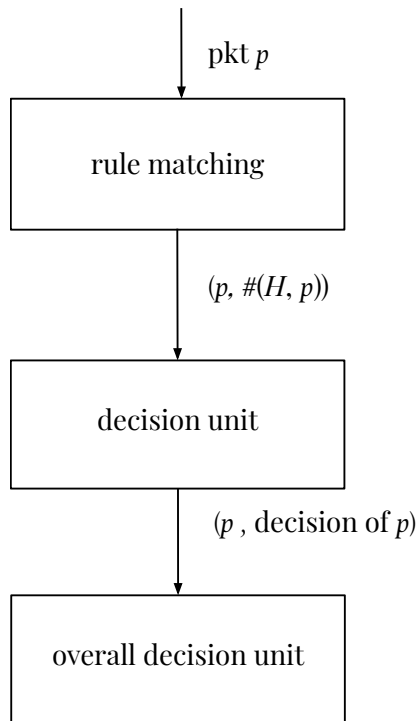 pkt p
rule matching
(p, #(H, p))
decision unit
(p , decision of p)
overall decision unit